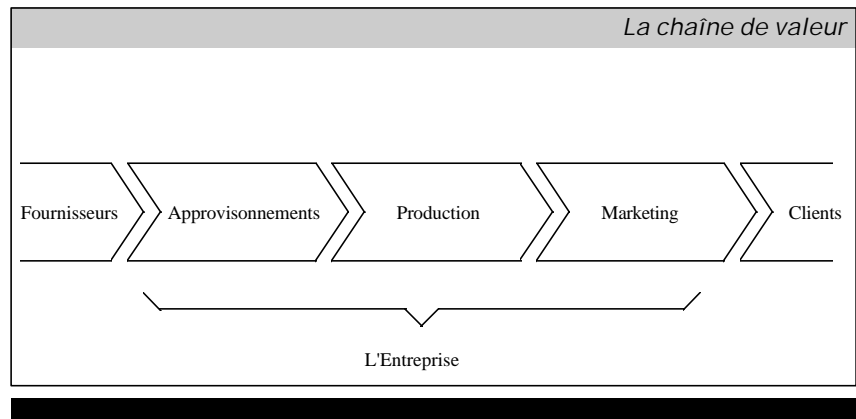 La chaîne de valeur
Fournisseurs Approvisonnements Production Marketing Clients
L'Entreprise